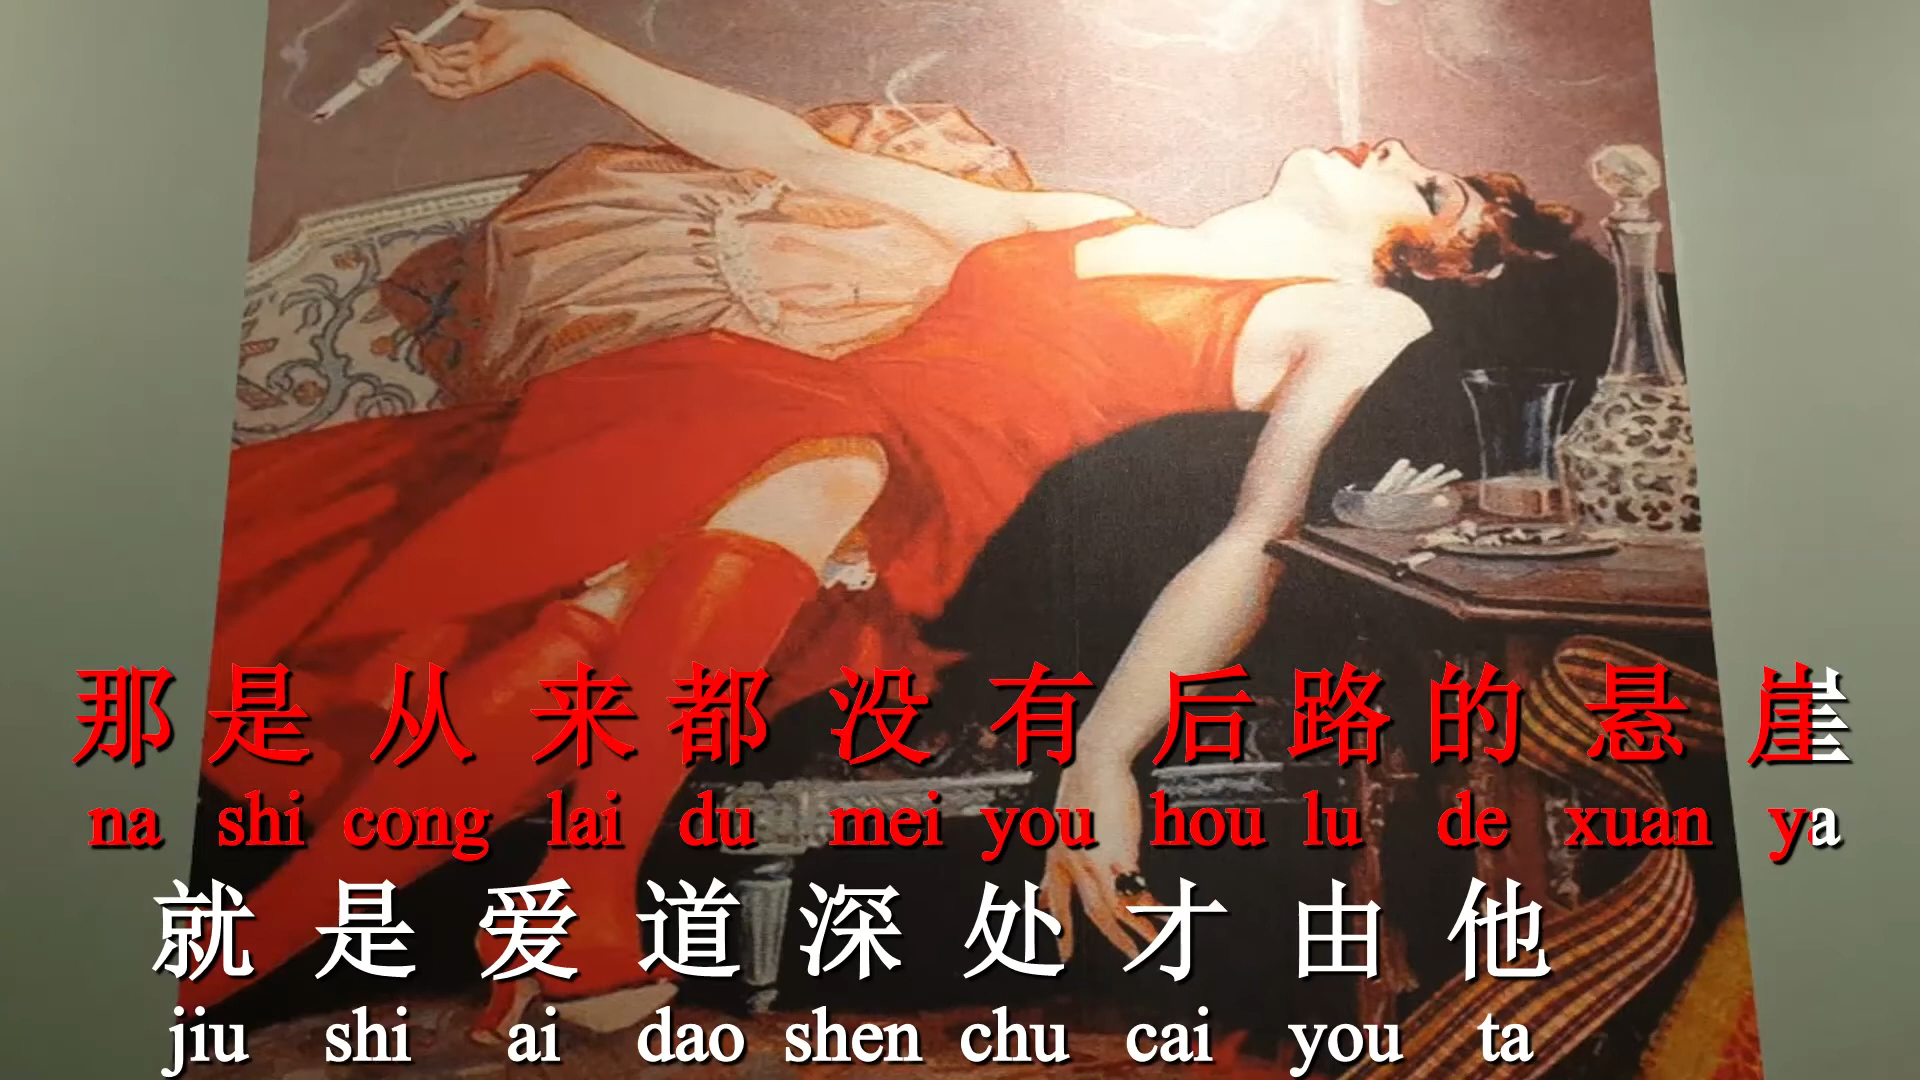 那是从来都没有后路的悬崖
na shi cong lai du mei you hou lu de xuan ya
就是爱道深处才由他
jiu shi ai dao shen chu cai you ta